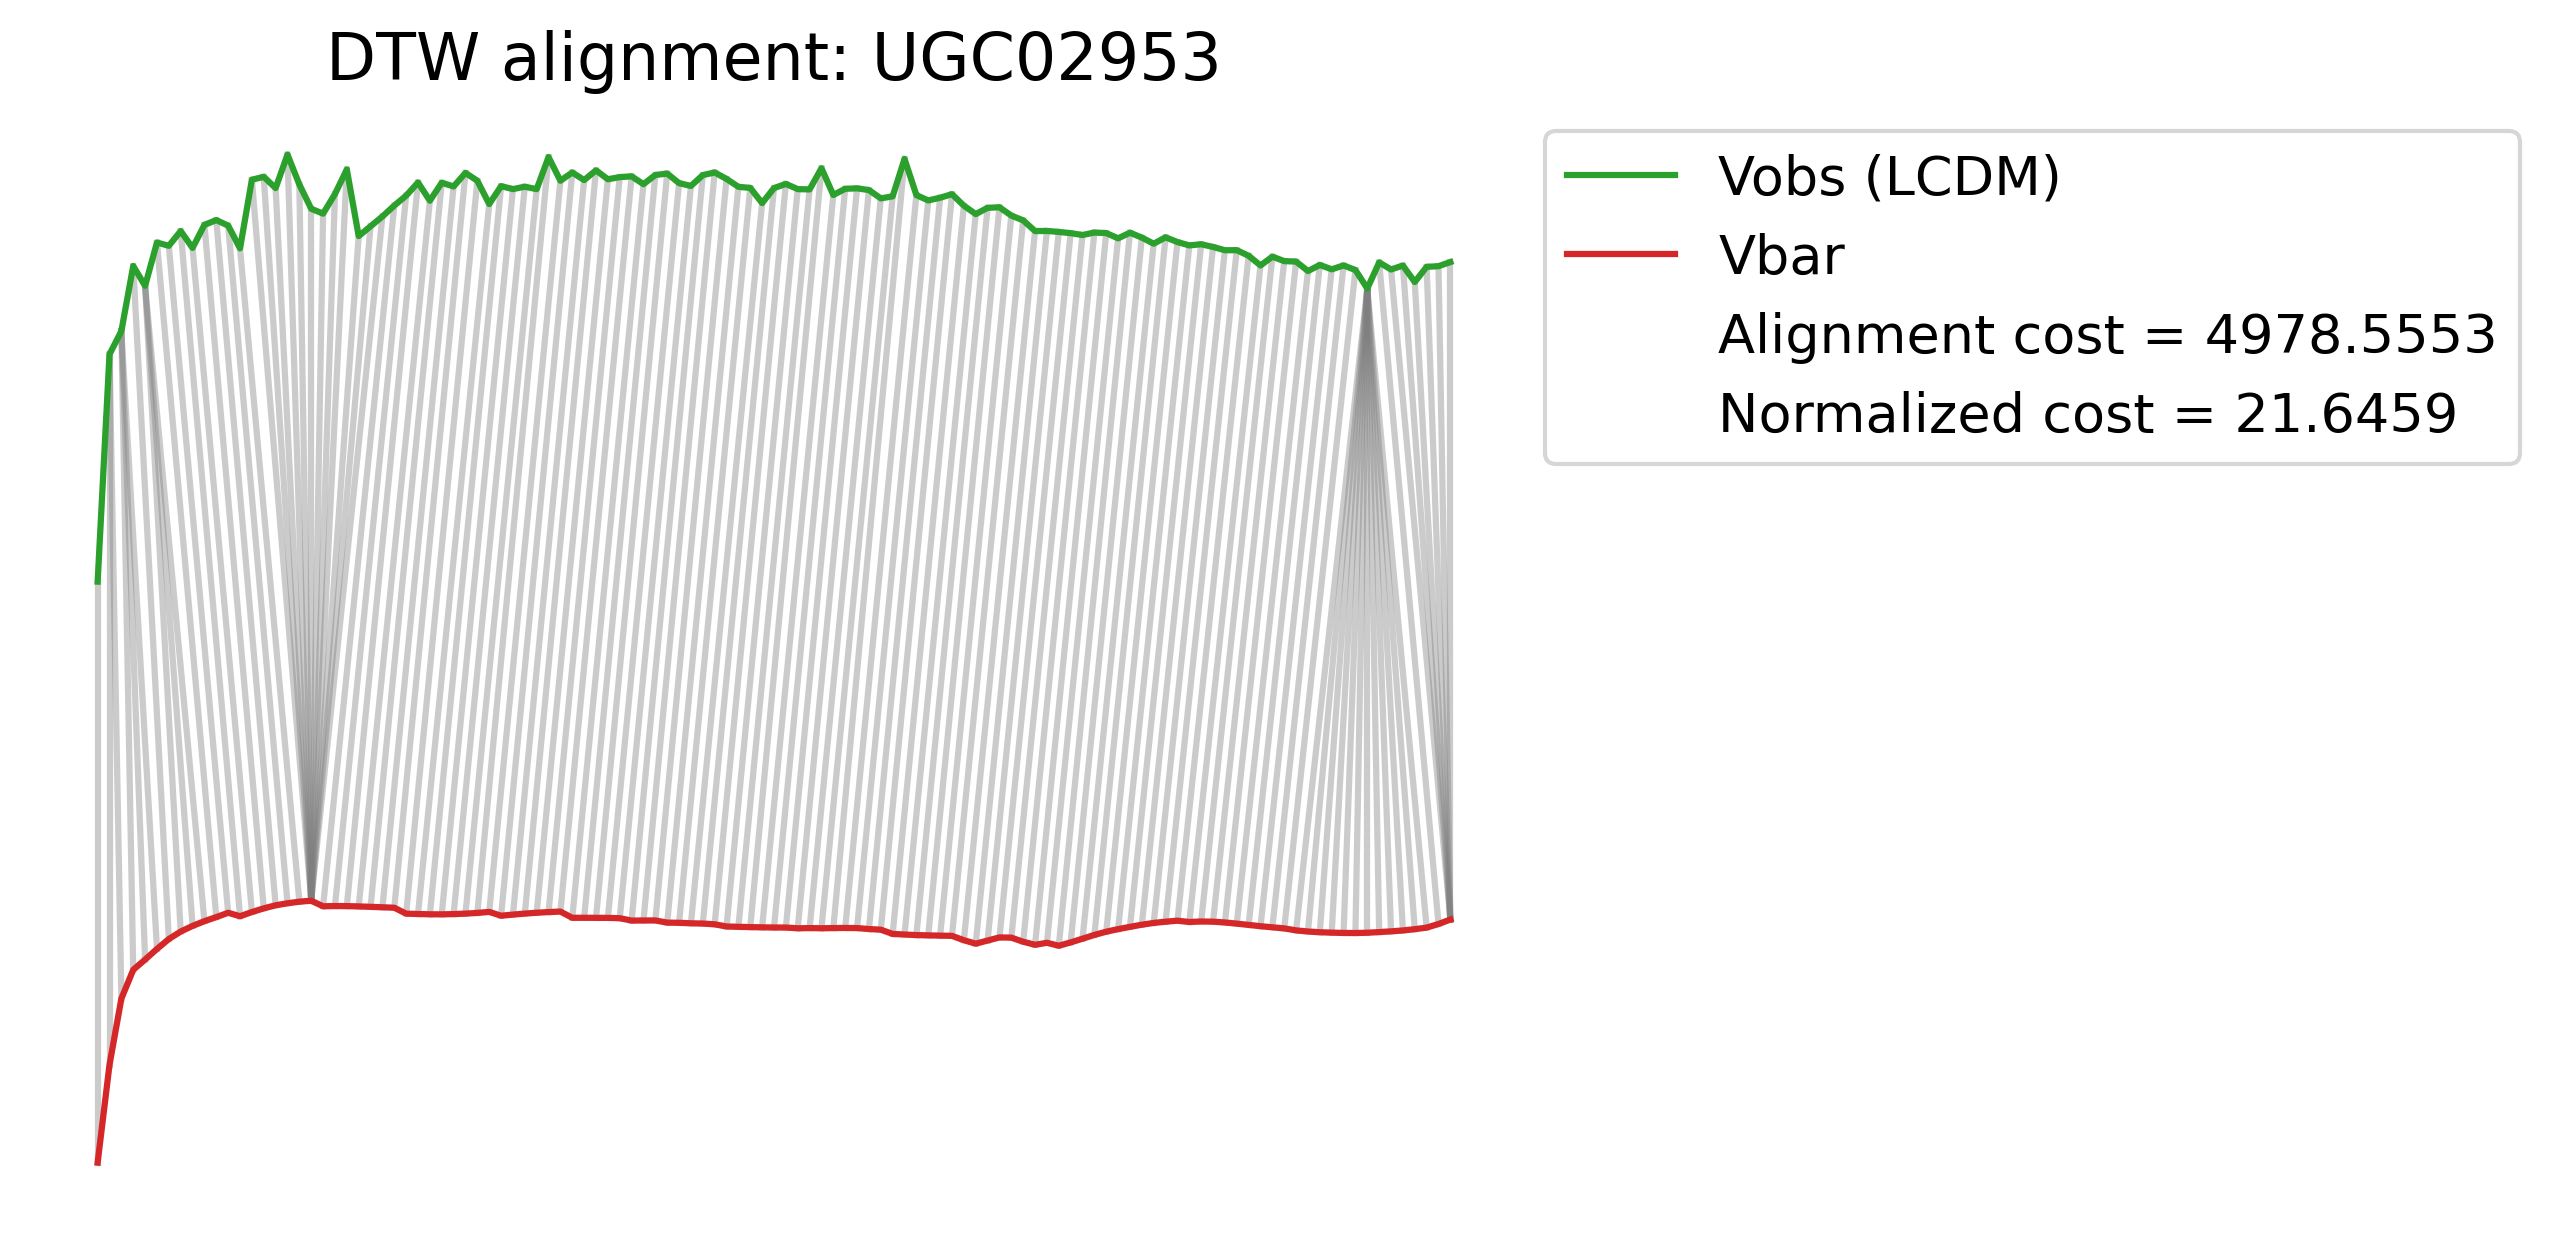 DTW alignment: UGC02953
Vobs (LCDM)
Vbar
Alignment cost = 4978.5553
Normalized cost = 21.6459